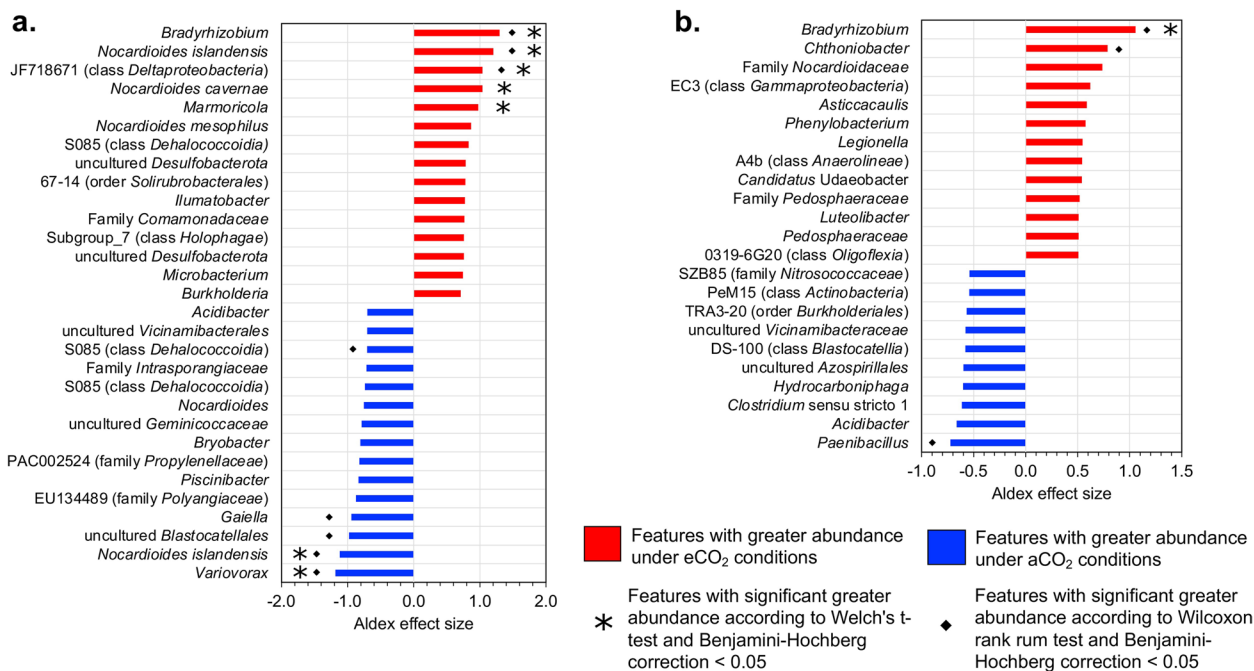 a.
Bradyrhizobium
Nocardioides islandensis
JF718671 (class Deltaproteobacteria)
Nocardioides cavernae
Marmoricola
Nocardioides mesophilus
S085 (class Dehalococcoidia)
uncultured Desulfobacterota
67-14 (order Solirubrobacterales)
Ilumatobacter
Family Comamonadaceae
Subgroup_7 (class Holophagae)
uncultured Desulfobacterota
Microbacterium
Burkholderia
Acidibacter
uncultured Vicinamibacterales
S085 (class Dehalococcoidia)
Family Intrasporangiaceae
S085 (class Dehalococcoidia)
Nocardioides
uncultured Geminicoccaceae
Bryobacter
PAC002524 (family Propylenellaceae)
Piscinibacter
EU134489 (family Polyangiaceae)
Gaiella
uncultured Blastocatellales
Nocardioides islandensis
Variovorax
-2.0 -1.0 0.0 1.0 2.0
Aldex effect size
b.
Bradyrhizobium
Chthoniobacter
Family Nocardioidaceae
EC3 (class Gammaproteobacteria)
Asticcacaulis
Phenylobacterium
Legionella
A4b (class Anaerolineae)
Candidatus Udaeobacter
Family Pedosphaeraceae
Luteolibacter
Pedosphaeraceae
0319-6G20 (class Oligoflexia)
SZB85 (family Nitrosococcaceae)
PeM15 (class Actinobacteria)
TRA3-20 (order Burkholderiales)
uncultured Vicinamibacteraceae
DS-100 (class Blastocatellia)
uncultured Azospirillales
Hydrocarboniphaga
Clostridium sensu stricto 1
Acidibacter
Paenibacillus
-1.0 -0.5 0.0 0.5 1.0 1.5
Aldex effect size
Features with greater abundance
under eCO₂ conditions
Features with greater abundance
under aCO₂ conditions
Features with significant greater
abundance according to Welch's t-
test and Benjamini-Hochberg
correction < 0.05
Features with significant greater
abundance according to Wilcoxon
rank rum test and Benjamini-
Hochberg correction < 0.05